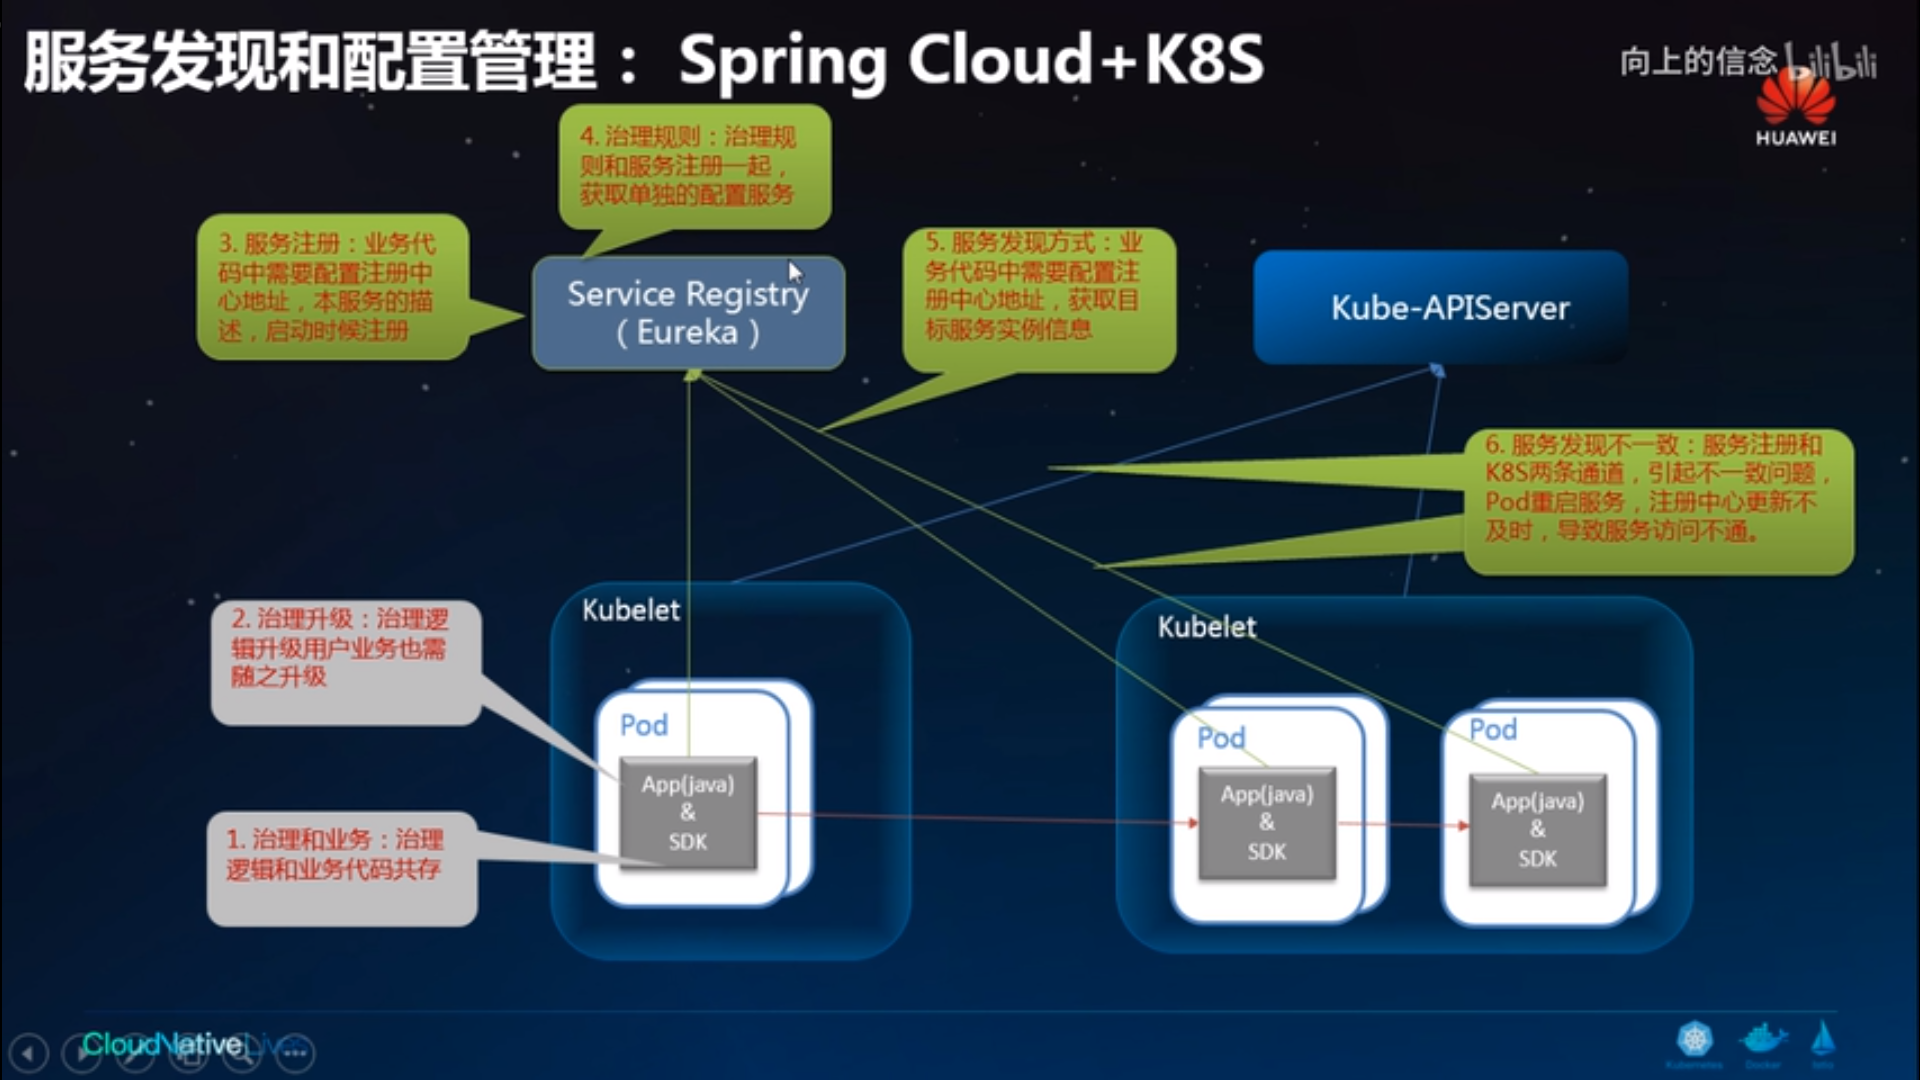 服务发现和配置管理： Spring Cloud+K8S
向上的信念 bilibili
HUAWEI
4. 治理规则：治理规
则和服务注册一起，
获取单独的配置服务
3. 服务注册：业务代
码中需要配置注册中
心地址，本服务的描
述，启动时候注册
Service Registry
（Eureka）
5. 服务发现方式：业
务代码中需要配置注
册中心地址，获取目
标服务实例信息
Kube-APIServer
6. 服务发现不一致：服务注册和
K8S两条通道，引起不一致问题，
Pod重启服务，注册中心更新不
及时，导致服务访问不通。
2. 治理升级：治理逻
辑升级用户业务也需
随之升级
1. 治理和业务：治理
逻辑和业务代码共存
Kubelet
Pod
App(java)
&
SDK
Kubelet
Pod
App(java)
&
SDK
Pod
App(java)
&
SDK
CloudNative
Kubernetes
Docker
Istio